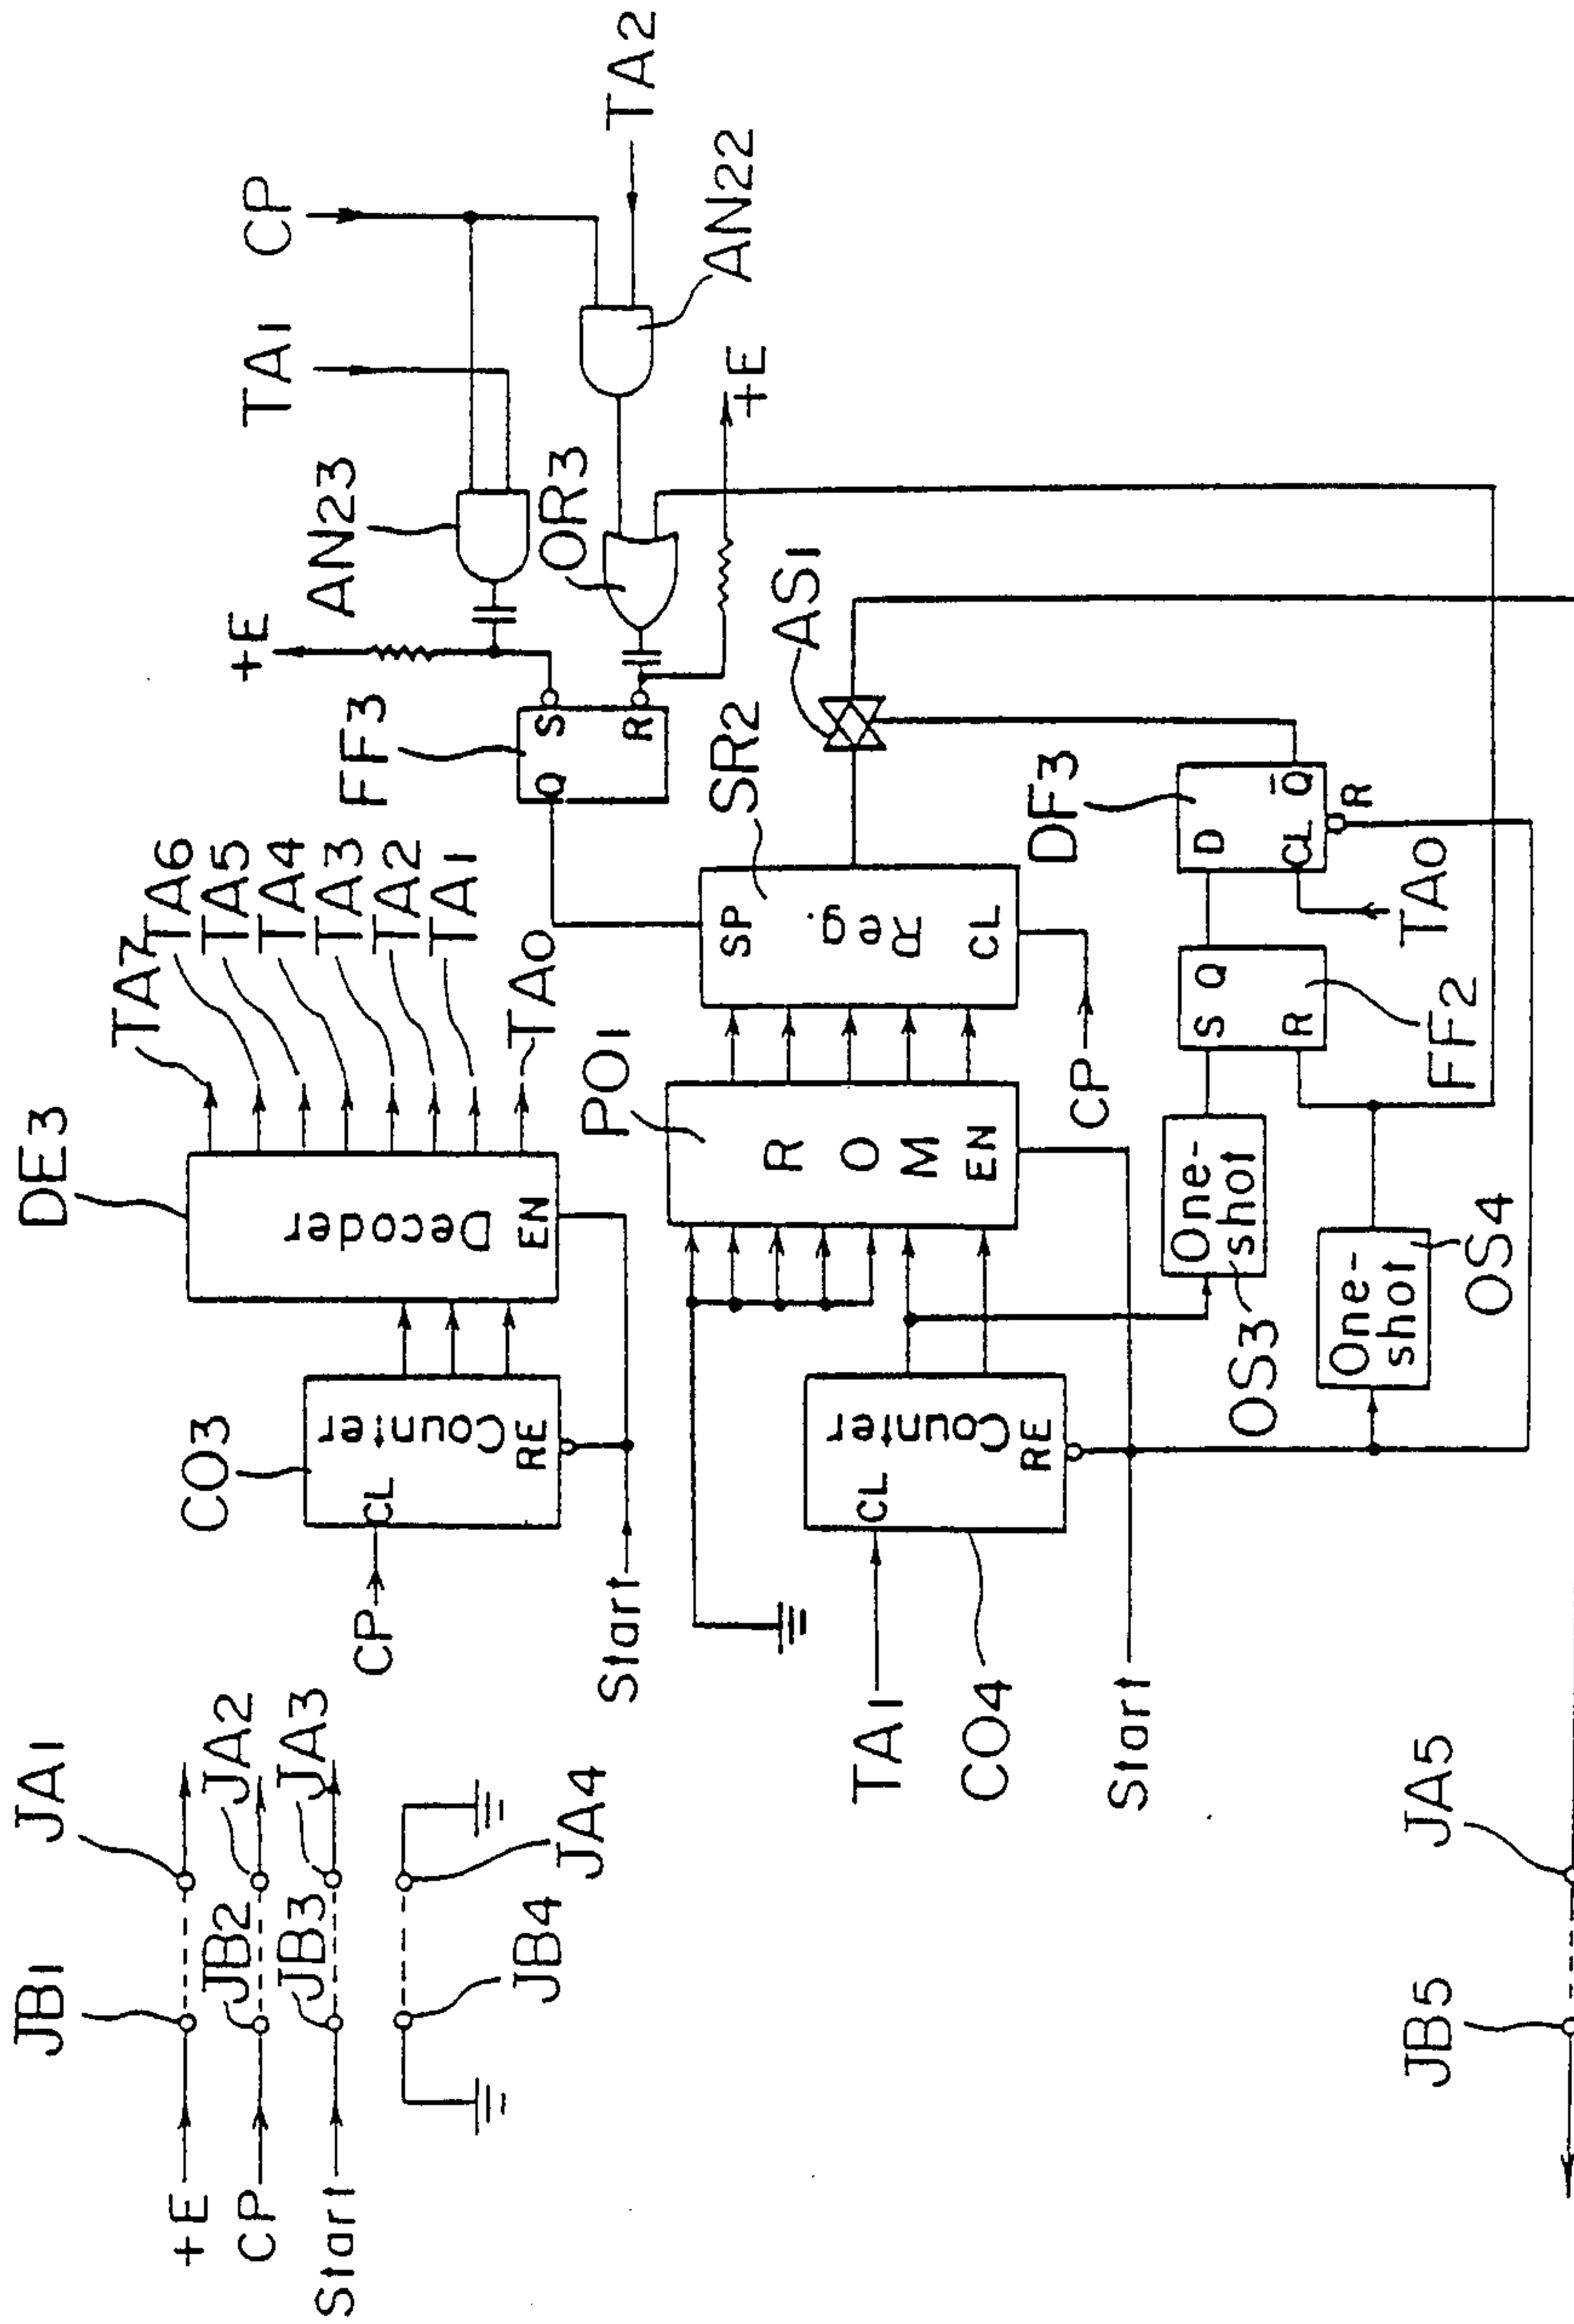 JB1
JA1
+E
CP
JB2
JA2
Start
JB3
JA3
JB4
JA4
CO3
CP
CL
Counter
RE
Start
DE3
Decoder
EN
TA7
TA6
TA5
TA4
TA3
TA2
TA1
TA0
FF3
Q
S
R
+E
AN23
TA1
CP
OR3
AN22
TA2
+E
TA1
CL
Counter
RE
CO4
Start
PO1
ROM
EN
SR2
SP
Reg.
CL
CP
AS1
OS3
One-
shot
OS4
One-
shot
FF2
S
Q
R
DF3
D
Q̅
CL
R
TA0
JB5
JA5